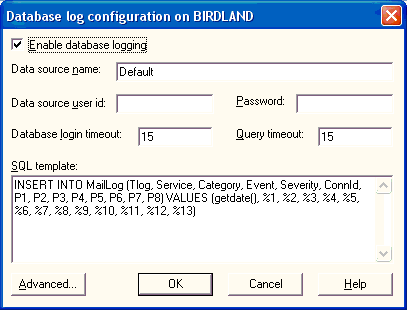 Database log configuration on BIRDLAND
Enable database logging
Data source name: Default
Data source user id: Password:
Database login timeout: 15 Query timeout: 15
SQL template:
INSERT INTO MailLog (Tlog, Service, Category, Event, Severity, ConnId,
P1, P2, P3, P4, P5, P6, P7, P8) VALUES (getdate(), %1, %2, %3, %4, %5,
%6, %7, %8, %9, %10, %11, %12, %13)
Advanced... OK Cancel Help